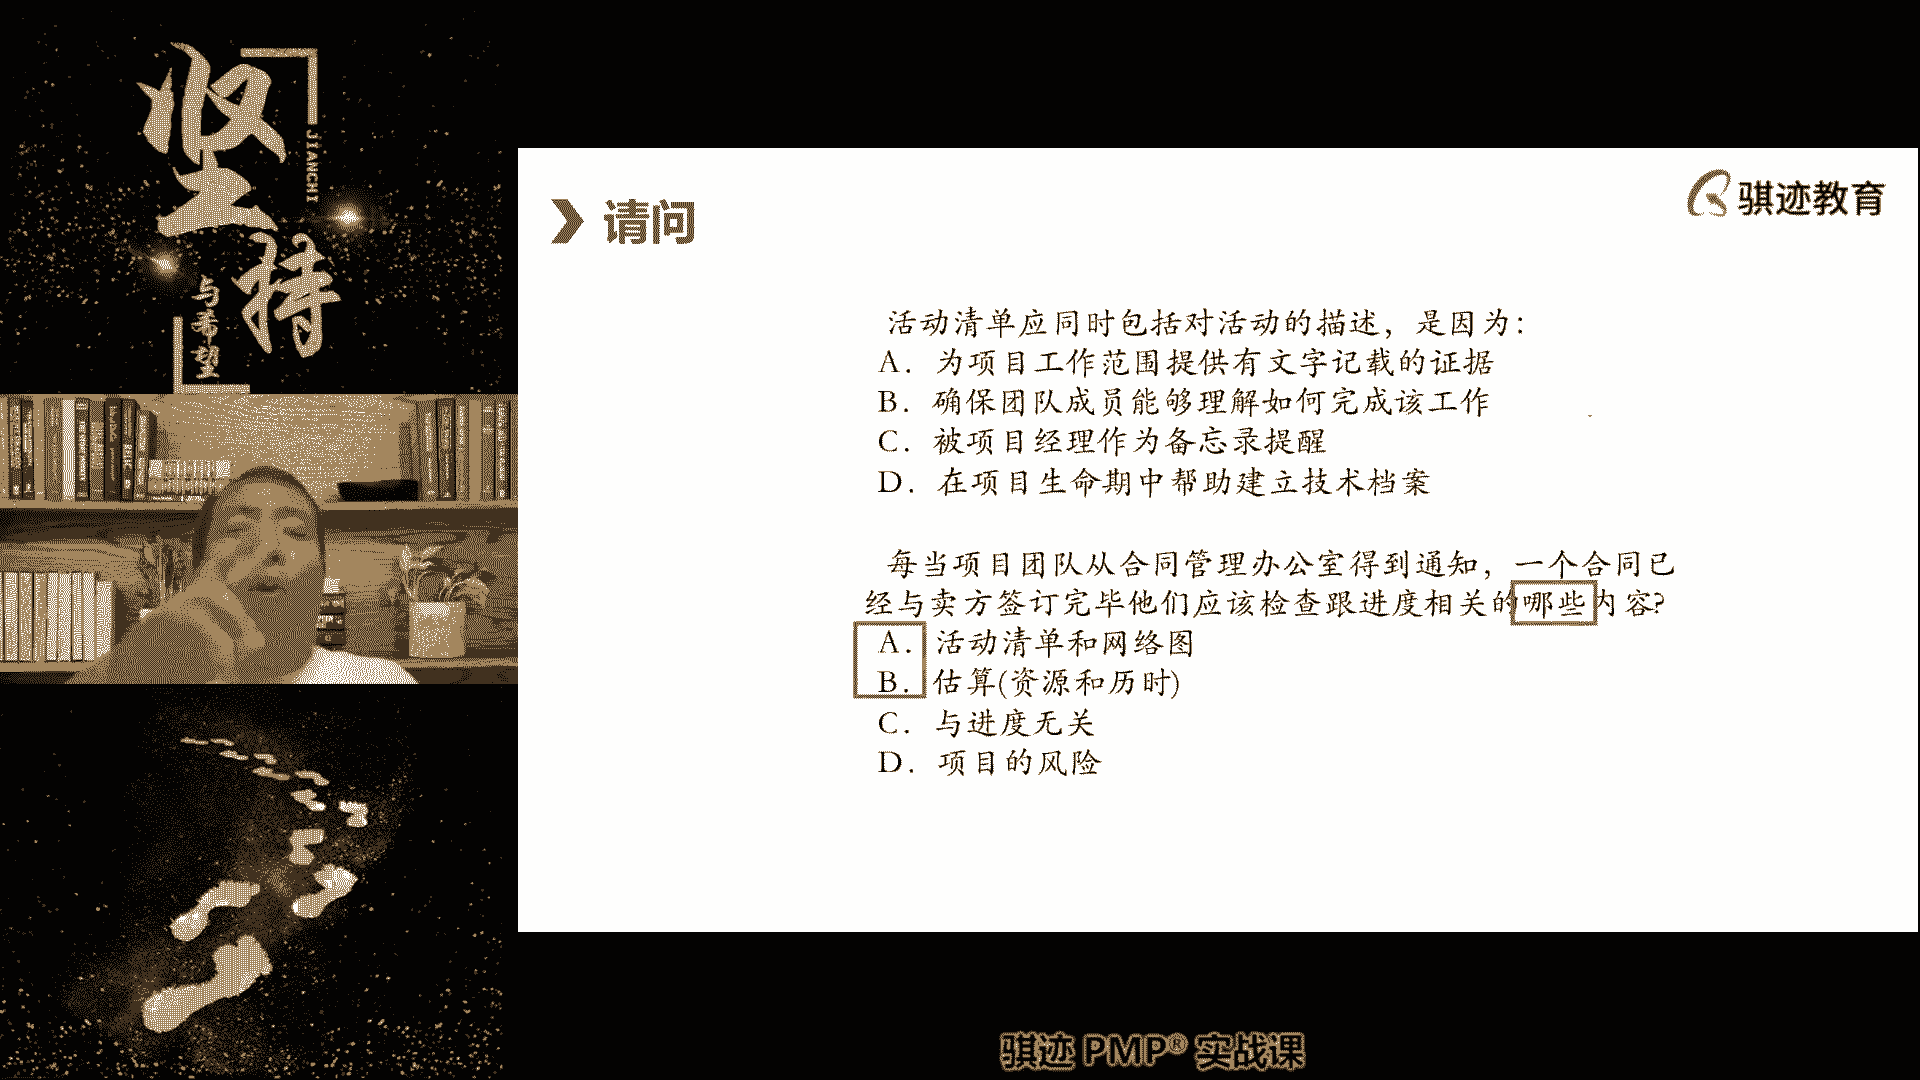 坚持
JIANCHI
与希望
请问
骐迹教育
活动清单应同时包括对活动的描述，是因为：
A．为项目工作范围提供有文字记载的证据
B．确保团队成员能够理解如何完成该工作
C．被项目经理作为备忘录提醒
D．在项目生命期中帮助建立技术档案
每当项目团队从合同管理办公室得到通知，一个合同已
经与卖方签订完毕他们应该检查跟进度相关的哪些内容?
A．活动清单和网络图
B．估算(资源和历时)
C．与进度无关
D．项目的风险
骐迹 PMP® 实战课